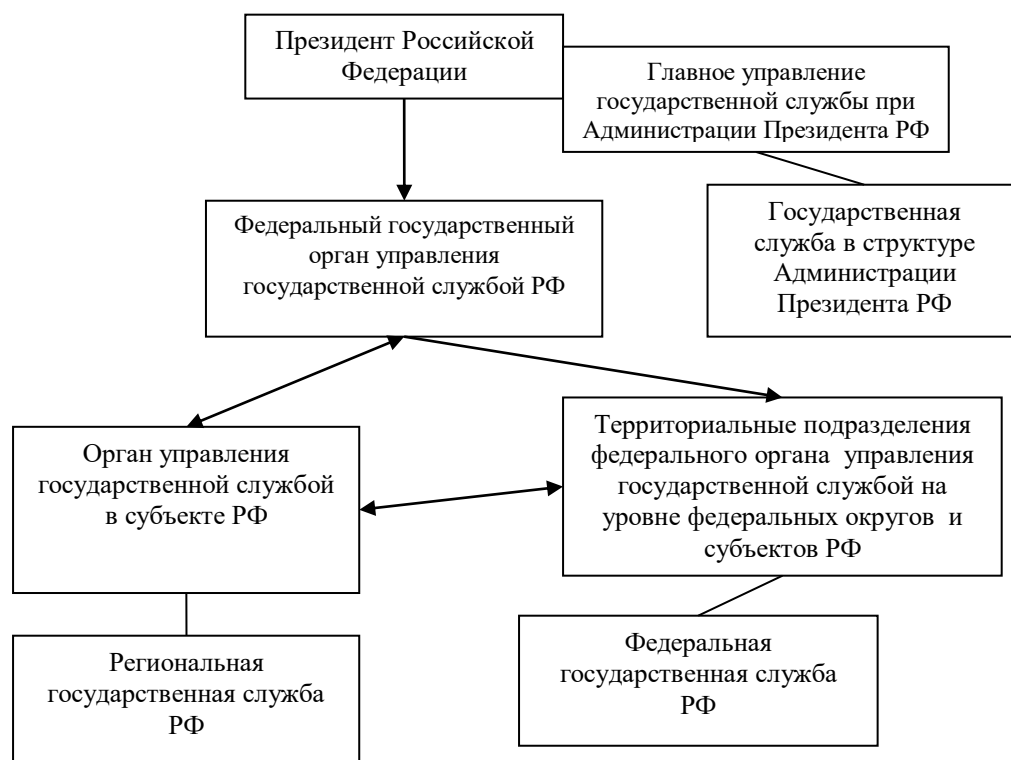 Президент Российской
Федерации
Главное управление
государственной службы при
Администрации Президента РФ
Государственная
служба в структуре
Администрации
Президента РФ
Федеральный государственный
орган управления
государственной службой РФ
Орган управления
государственной службой
в субъекте РФ
Территориальные подразделения
федерального органа управления
государственной службой на
уровне федеральных округов и
субъектов РФ
Региональная
государственная служба
РФ
Федеральная
государственная служба
РФ